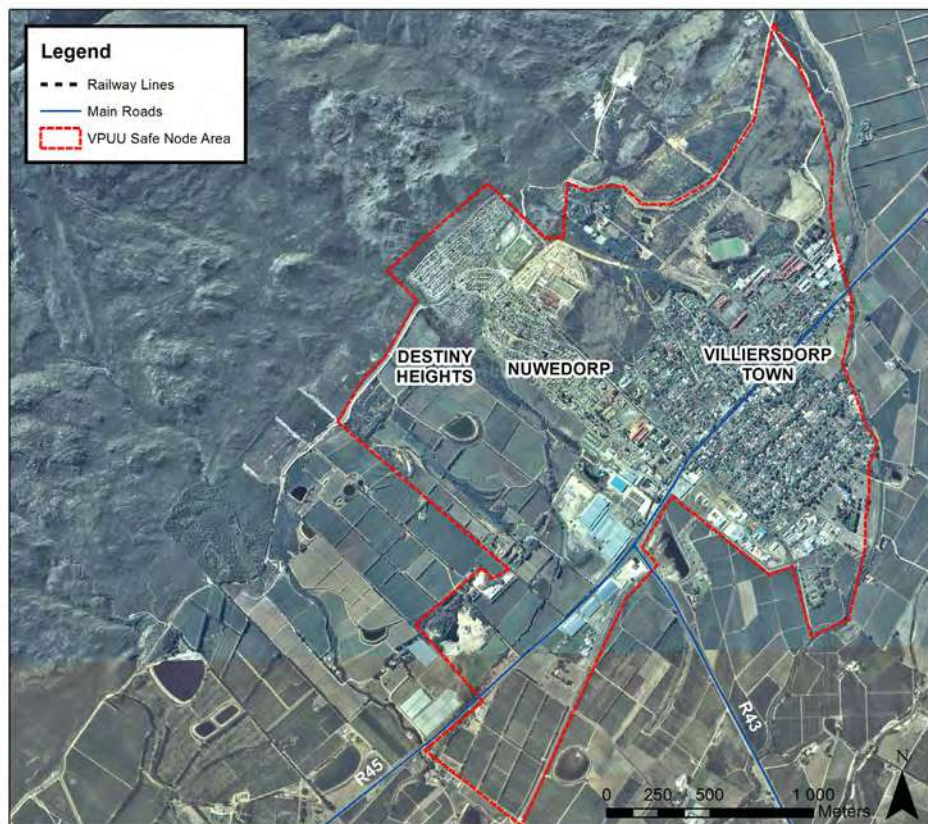 Legend
Railway Lines
Main Roads
VPUU Safe Node Area
DESTINY
HEIGHTS
NUWEDORP
VILLIERSDORP
TOWN
R45
R43
N
0 250 500 1 000
Meters